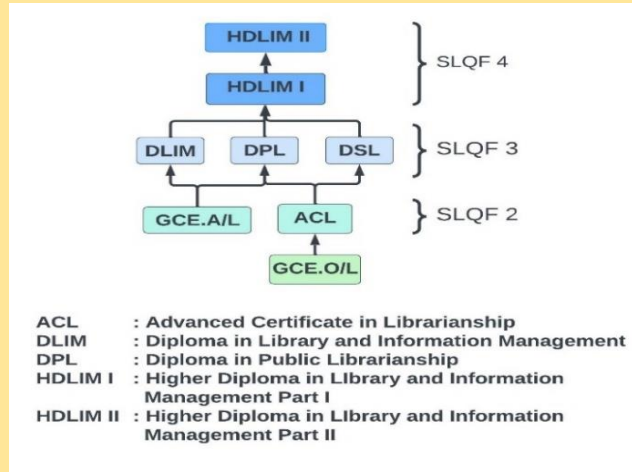 HDLIM II
SLQF 4
HDLIM I
DLIM DPL DSL SLQF 3
GCE.A/L ACL SLQF 2
GCE.O/L
ACL : Advanced Certificate in Librarianship
DLIM : Diploma in Library and Information Management
DPL : Diploma in Public Librarianship
HDLIM I : Higher Diploma in LIbrary and Information
Management Part I
HDLIM II : Higher Diploma in LIbrary and Information
Management Part II